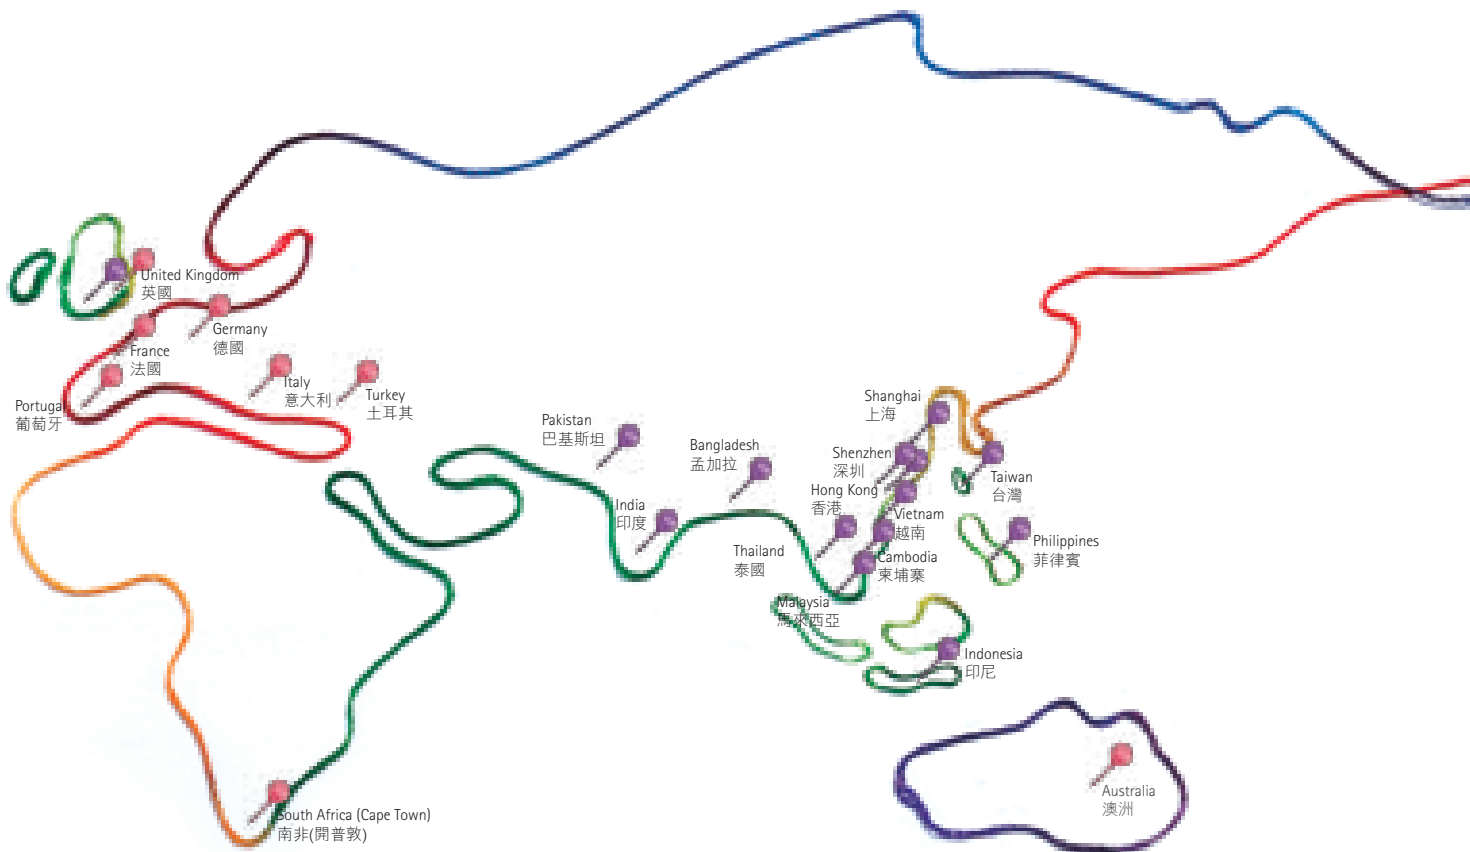 United Kingdom
英國
Germany
德國
France
法國
Italy
意大利
Turkey
土耳其
Portugal
葡萄牙
Pakistan
巴基斯坦
Bangladesh
孟加拉
India
印度
Shanghai
上海
Shenzhen
深圳
Hong Kong
香港
Taiwan
台灣
Vietnam
越南
Thailand
泰國
Cambodia
柬埔寨
Philippines
菲律賓
Malaysia
馬來西亞
Indonesia
印尼
Australia
澳洲
South Africa (Cape Town)
南非(開普敦)